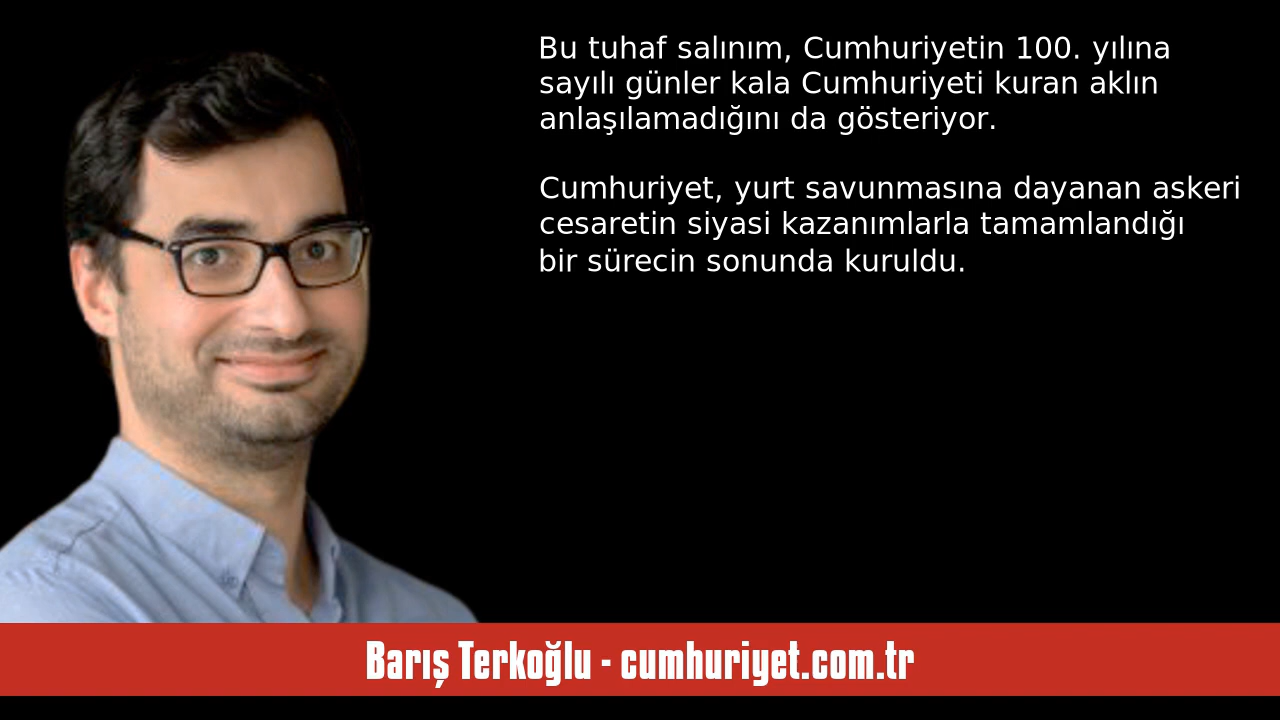 Bu tuhaf salınım, Cumhuriyetin 100. yılına
sayılı günler kala Cumhuriyeti kuran aklın
anlaşılamadığını da gösteriyor.
Cumhuriyet, yurt savunmasına dayanan askeri
cesaretin siyasi kazanımlarla tamamlandığı
bir sürecin sonunda kuruldu.
Barış Terkoğlu - cumhuriyet.com.tr